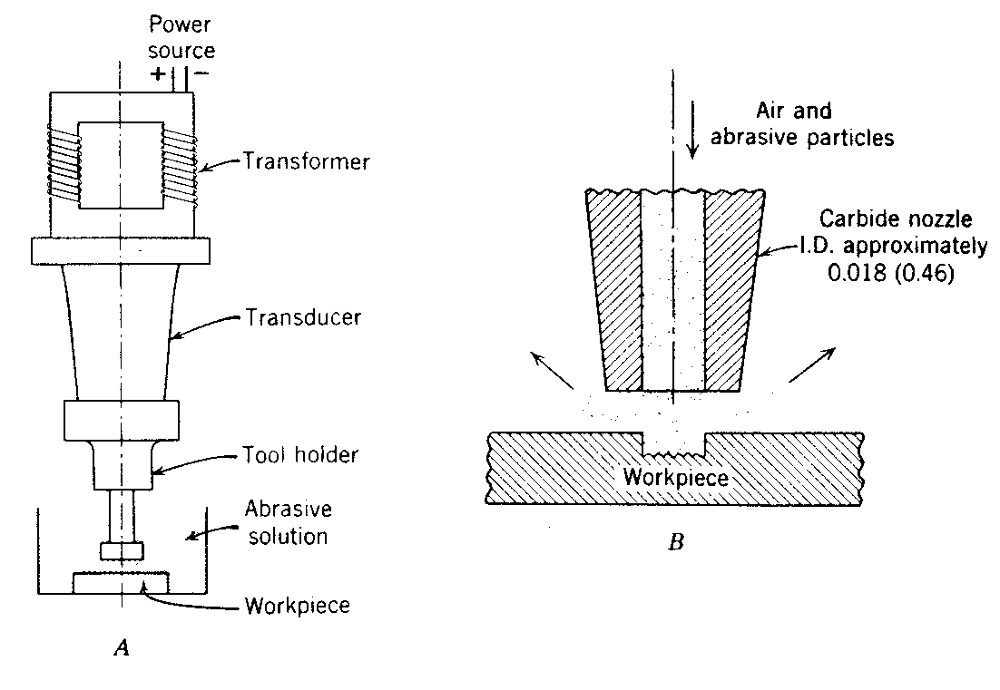 Power
source
+ −
Transformer
Transducer
Tool holder
Abrasive
solution
Workpiece
A
Air and
abrasive particles
Carbide nozzle
I.D. approximately
0.018 (0.46)
Workpiece
B